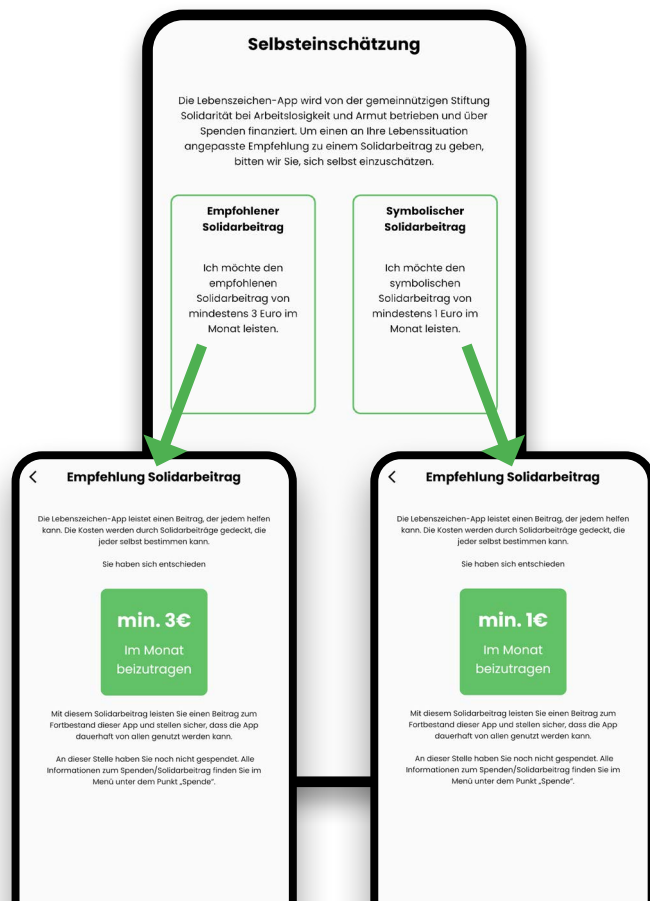 Selbsteinschätzung
Die Lebenszeichen-App wird von der gemeinnützigen Stiftung
Solidarität bei Arbeitslosigkeit und Armut betrieben und über
Spenden finanziert. Um einen an Ihre Lebenssituation
angepasste Empfehlung zu einem Solidarbeitrag zu geben,
bitten wir Sie, sich selbst einzuschätzen.
Empfohlener
Solidarbeitrag
Ich möchte den
empfohlenen
Solidarbeitrag von
mindestens 3 Euro im
Monat leisten.
Symbolischer
Solidarbeitrag
Ich möchte den
symbolischen
Solidarbeitrag von
mindestens 1 Euro im
Monat leisten.
Empfehlung Solidarbeitrag
Die Lebenszeichen-App leistet einen Beitrag, der jedem helfen
kann. Die Kosten werden durch Solidarbeiträge gedeckt, die
jeder selbst bestimmen kann.
Sie haben sich entschieden
min. 3€
Im Monat
beizutragen
Mit diesem Solidarbeitrag leisten Sie einen Beitrag zum
Fortbestand dieser App und stellen sicher, dass die App
dauerhaft von allen genutzt werden kann.
An dieser Stelle haben Sie noch nicht gespendet. Alle
Informationen zum Spenden/Solidarbeitrag finden Sie im
Menü unter dem Punkt „Spende“.
Empfehlung Solidarbeitrag
Die Lebenszeichen-App leistet einen Beitrag, der jedem helfen
kann. Die Kosten werden durch Solidarbeiträge gedeckt, die
jeder selbst bestimmen kann.
Sie haben sich entschieden
min. 1€
Im Monat
beizutragen
Mit diesem Solidarbeitrag leisten Sie einen Beitrag zum
Fortbestand dieser App und stellen sicher, dass die App
dauerhaft von allen genutzt werden kann.
An dieser Stelle haben Sie noch nicht gespendet. Alle
Informationen zum Spenden/Solidarbeitrag finden Sie im
Menü unter dem Punkt „Spende“.